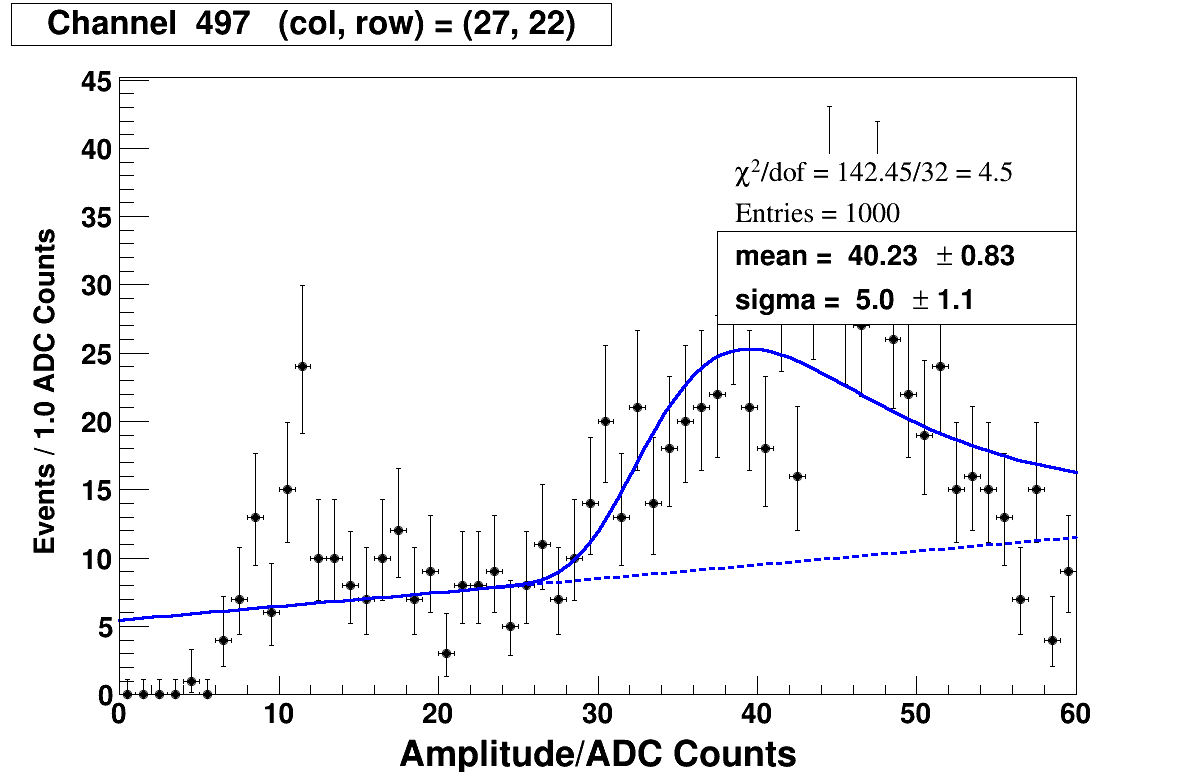 Channel 497 (col, row) = (27, 22)
45
40
35
30
25
20
15
10
5
0
Events / 1.0 ADC Counts
χ²/dof = 142.45/32 = 4.5
Entries = 1000
mean = 40.23 ± 0.83
sigma = 5.0 ± 1.1
0 10 20 30 40 50 60
Amplitude/ADC Counts